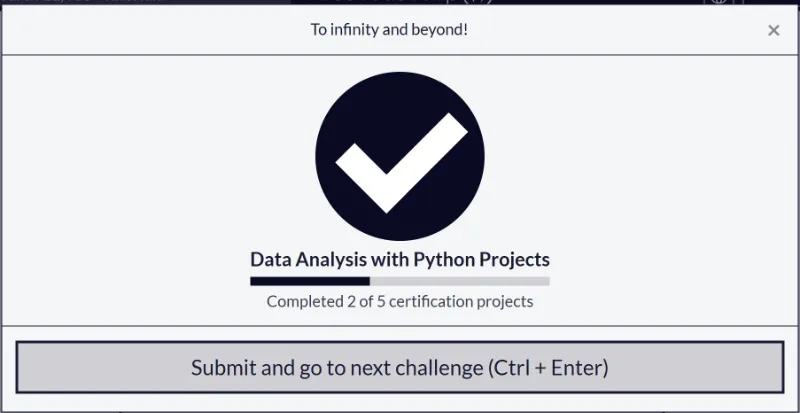 To infinity and beyond!
×
Data Analysis with Python Projects
Completed 2 of 5 certification projects
Submit and go to next challenge (Ctrl + Enter)